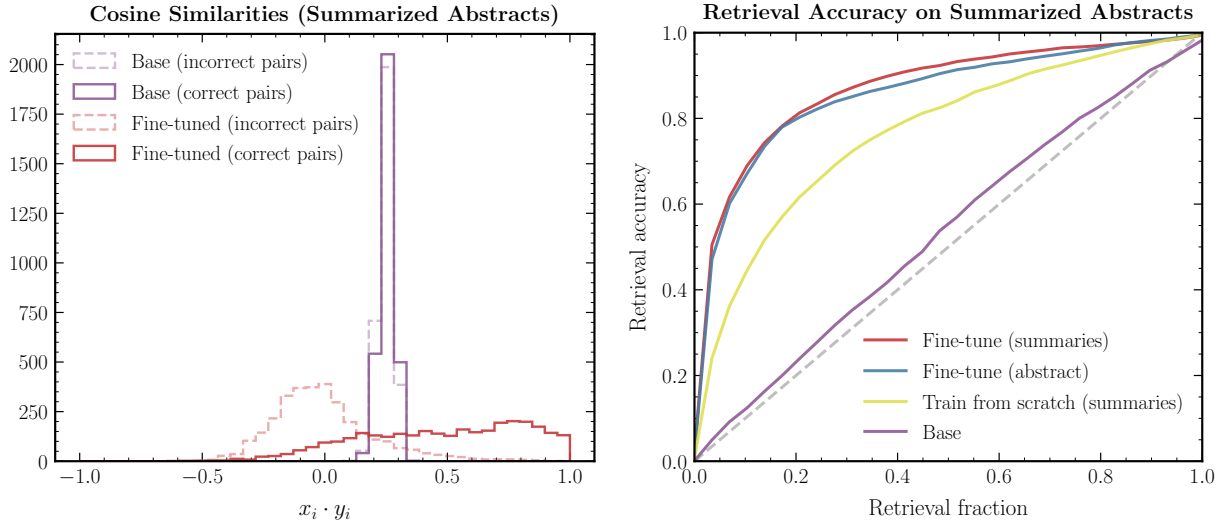 Cosine Similarities (Summarized Abstracts)
2000
1750
1500
1250
1000
750
500
250
0
−1.0
−0.5
0.0
0.5
1.0
Base (incorrect pairs)
Base (correct pairs)
Fine-tuned (incorrect pairs)
Fine-tuned (correct pairs)
x_i · y_i
Retrieval Accuracy on Summarized Abstracts
Retrieval accuracy
1.0
0.8
0.6
0.4
0.2
0.0
0.0
0.2
0.4
0.6
0.8
1.0
Fine-tune (summaries)
Fine-tune (abstract)
Train from scratch (summaries)
Base
Retrieval fraction